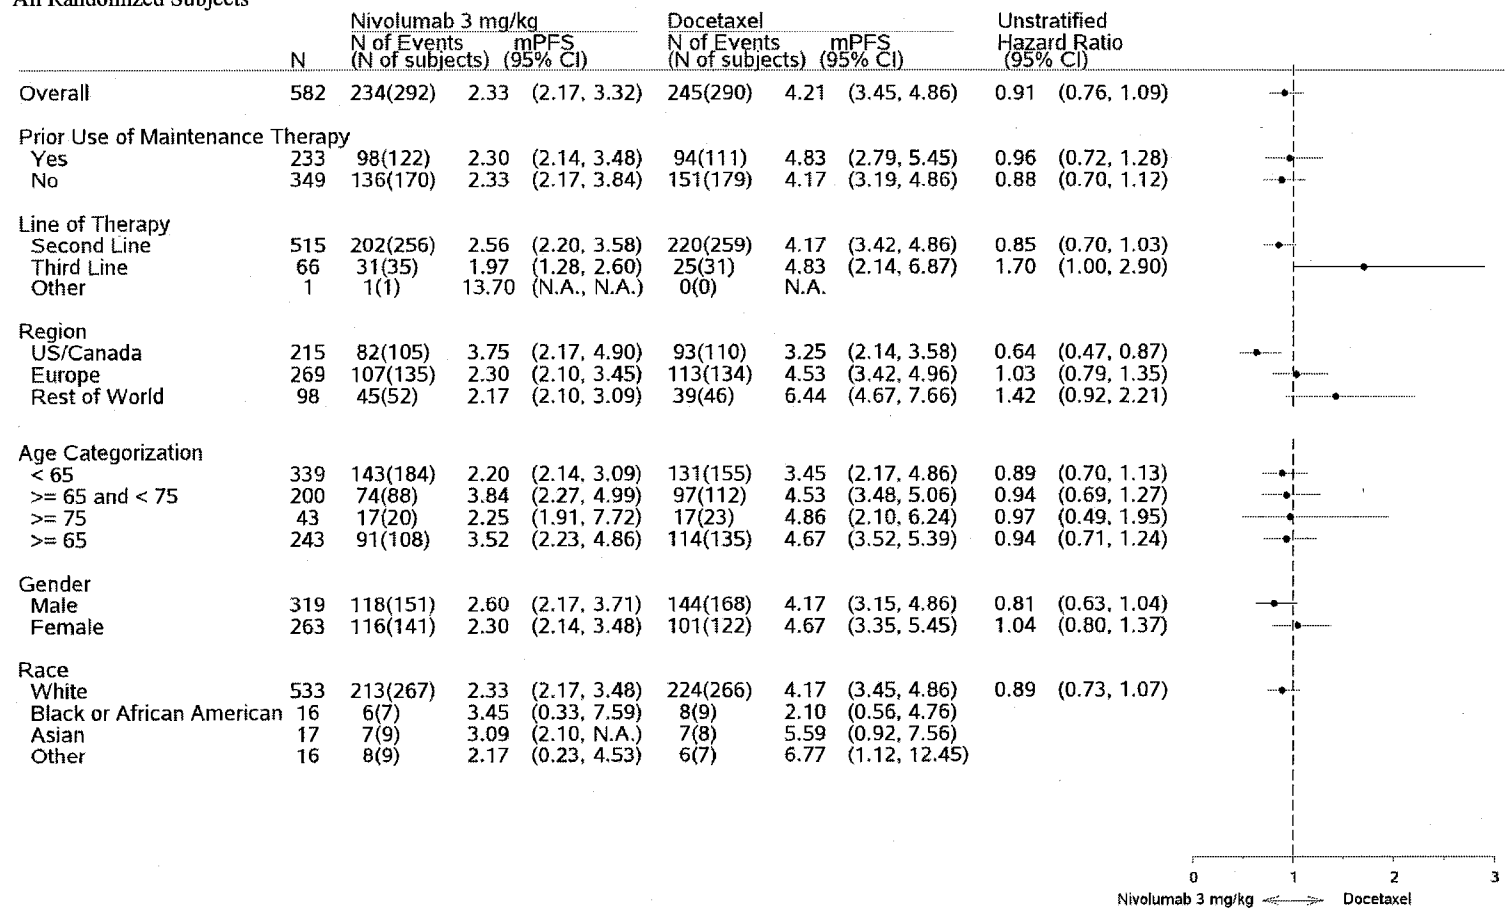 All Randomized Subjects
Nivolumab 3 mg/kg Docetaxel Unstratified
N of Events mPFS N of Events mPFS Hazard Ratio
N (N of subjects) (95% CI) (N of subjects) (95% CI) (95% CI)
Overall 582 234(292) 2.33 (2.17, 3.32) 245(290) 4.21 (3.45, 4.86) 0.91 (0.76, 1.09)
Prior Use of Maintenance Therapy
Yes 233 98(122) 2.30 (2.14, 3.48) 94(111) 4.83 (2.79, 5.45) 0.96 (0.72, 1.28)
No 349 136(170) 2.33 (2.17, 3.84) 151(179) 4.17 (3.19, 4.86) 0.88 (0.70, 1.12)
Line of Therapy
Second Line 515 202(256) 2.56 (2.20, 3.58) 220(259) 4.17 (3.42, 4.86) 0.85 (0.70, 1.03)
Third Line 66 31(35) 1.97 (1.28, 2.60) 25(31) 4.83 (2.14, 6.87) 1.70 (1.00, 2.90)
Other 1 1(1) 13.70 (N.A., N.A.) 0(0) N.A.
Region
US/Canada 215 82(105) 3.75 (2.17, 4.90) 93(110) 3.25 (2.14, 3.58) 0.64 (0.47, 0.87)
Europe 269 107(135) 2.30 (2.10, 3.45) 113(134) 4.53 (3.42, 4.96) 1.03 (0.79, 1.35)
Rest of World 98 45(52) 2.17 (2.10, 3.09) 39(46) 6.44 (4.67, 7.66) 1.42 (0.92, 2.21)
Age Categorization
< 65 339 143(184) 2.20 (2.14, 3.09) 131(155) 3.45 (2.17, 4.86) 0.89 (0.70, 1.13)
>= 65 and < 75 200 74(88) 3.84 (2.27, 4.99) 97(112) 4.53 (3.48, 5.06) 0.94 (0.69, 1.27)
>= 75 43 17(20) 2.25 (1.91, 7.72) 17(23) 4.86 (2.10, 6.24) 0.97 (0.49, 1.95)
>= 65 243 91(108) 3.52 (2.23, 4.86) 114(135) 4.67 (3.52, 5.39) 0.94 (0.71, 1.24)
Gender
Male 319 118(151) 2.60 (2.17, 3.71) 144(168) 4.17 (3.15, 4.86) 0.81 (0.63, 1.04)
Female 263 116(141) 2.30 (2.14, 3.48) 101(122) 4.67 (3.35, 5.45) 1.04 (0.80, 1.37)
Race
White 533 213(267) 2.33 (2.17, 3.48) 224(266) 4.17 (3.45, 4.86) 0.89 (0.73, 1.07)
Black or African American 16 6(7) 3.45 (0.33, 7.59) 8(9) 2.10 (0.56, 4.76)
Asian 17 7(9) 3.09 (2.10, N.A.) 7(8) 5.59 (0.92, 7.56)
Other 16 8(9) 2.17 (0.23, 4.53) 6(7) 6.77 (1.12, 12.45)
0 1 2 3
Nivolumab 3 mg/kg <----> Docetaxel